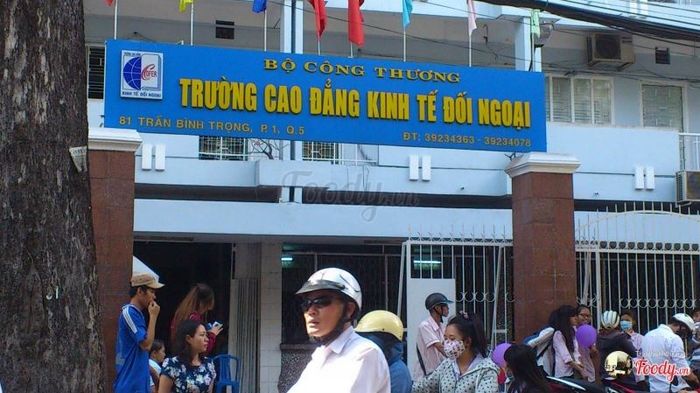 BỘ CÔNG THƯƠNG
TRƯỜNG CAO ĐẲNG KINH TẾ ĐỐI NGOẠI
81 TRẦN BÌNH TRỌNG, P.1, Q.5
ĐT: 39234363 - 39234078
KINH TẾ ĐỐI NGOẠI
Foody.vn
Foody.vn